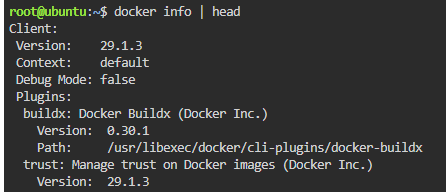 root@ubuntu:~$ docker info | head
Client:
 Version:    29.1.3
 Context:    default
 Debug Mode: false
 Plugins:
  buildx: Docker Buildx (Docker Inc.)
    Version:  0.30.1
    Path:     /usr/libexec/docker/cli-plugins/docker-buildx
  trust: Manage trust on Docker images (Docker Inc.)
    Version:  29.1.3